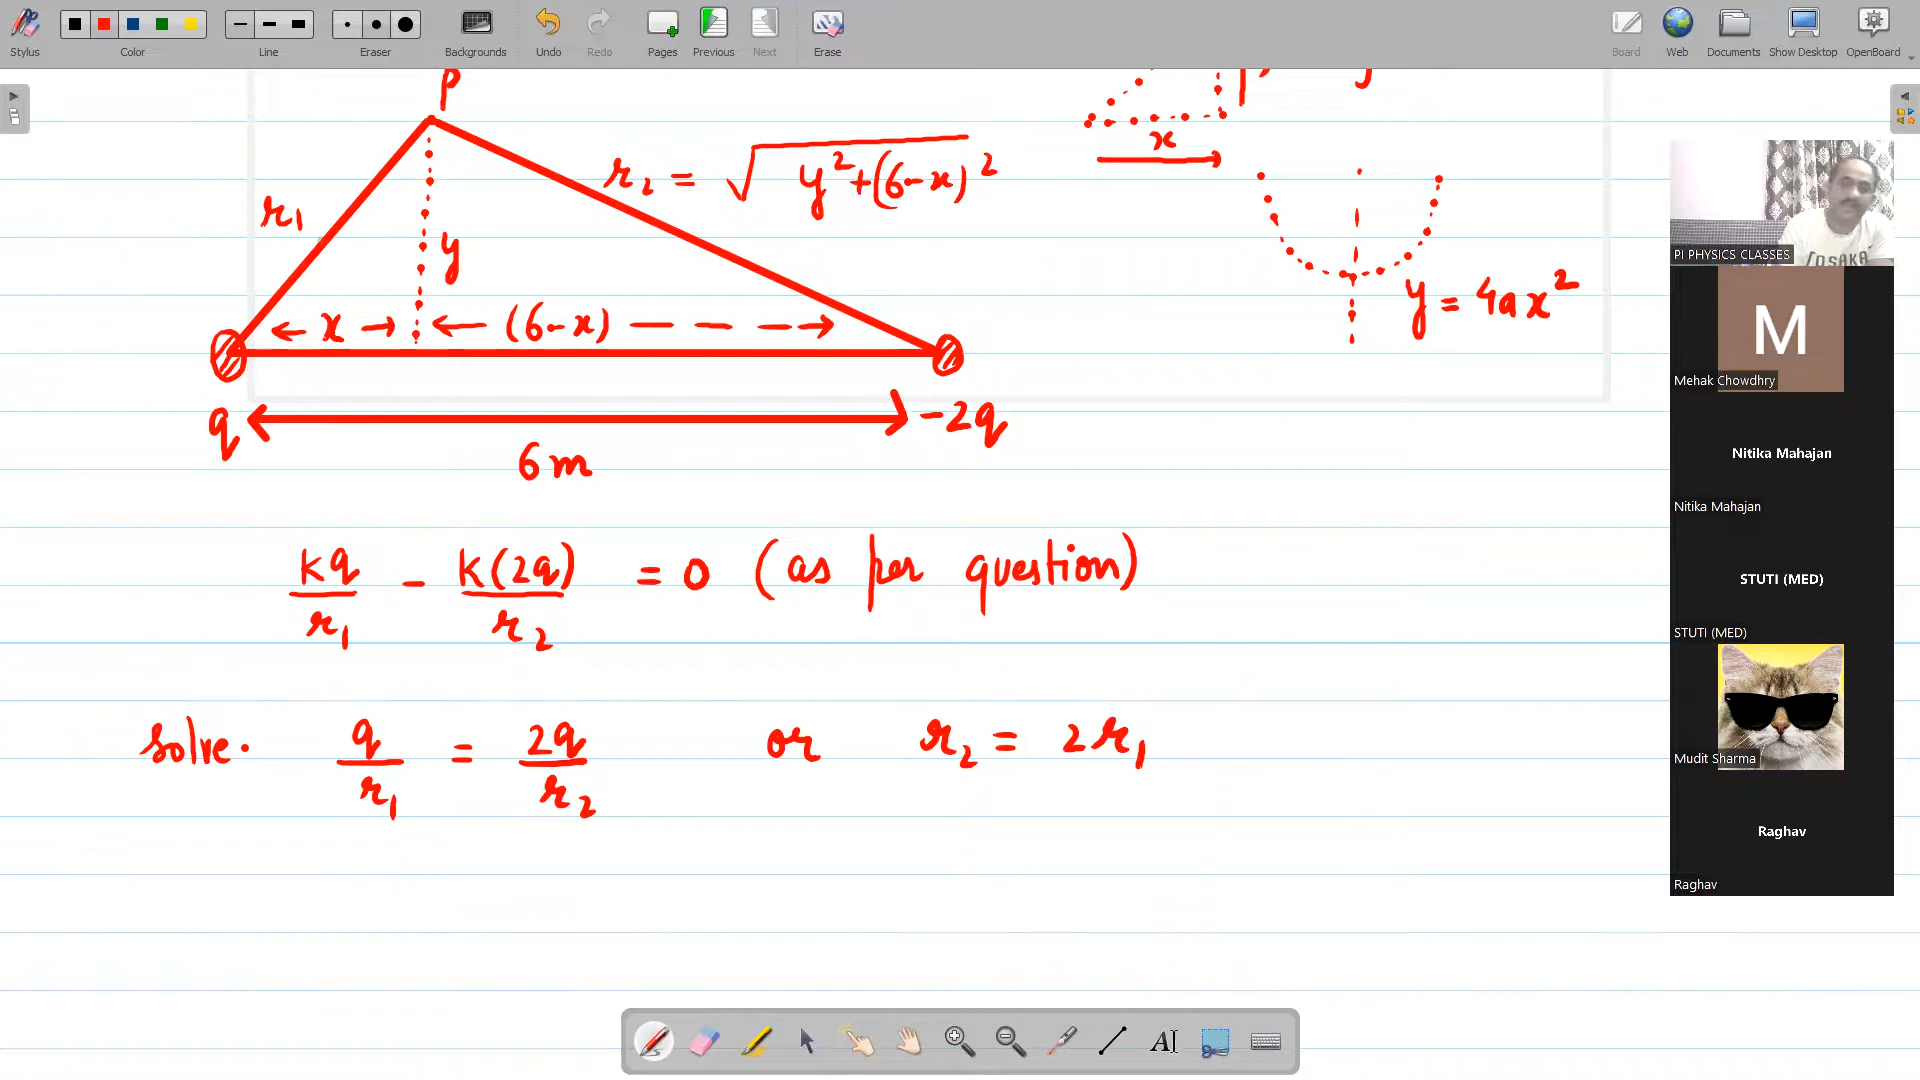 Stylus Color Line Eraser Backgrounds Undo Redo Pages Previous Next Erase Board Web Documents Show Desktop OpenBoard
P
r₁
r₂ = √(y²+(6-x)²)
y
x (6-x)
q -2q
6m
x
y = 4ax²
kq/r₁ - k(2q)/r₂ = 0 (as per question)
solve. q/r₁ = 2q/r₂ or r₂ = 2r₁
PI PHYSICS CLASSES
OSAKA
M
Mehak Chowdhry
Nitika Mahajan
Nitika Mahajan
STUTI (MED)
STUTI (MED)
Mudit Sharma
Raghav
Raghav